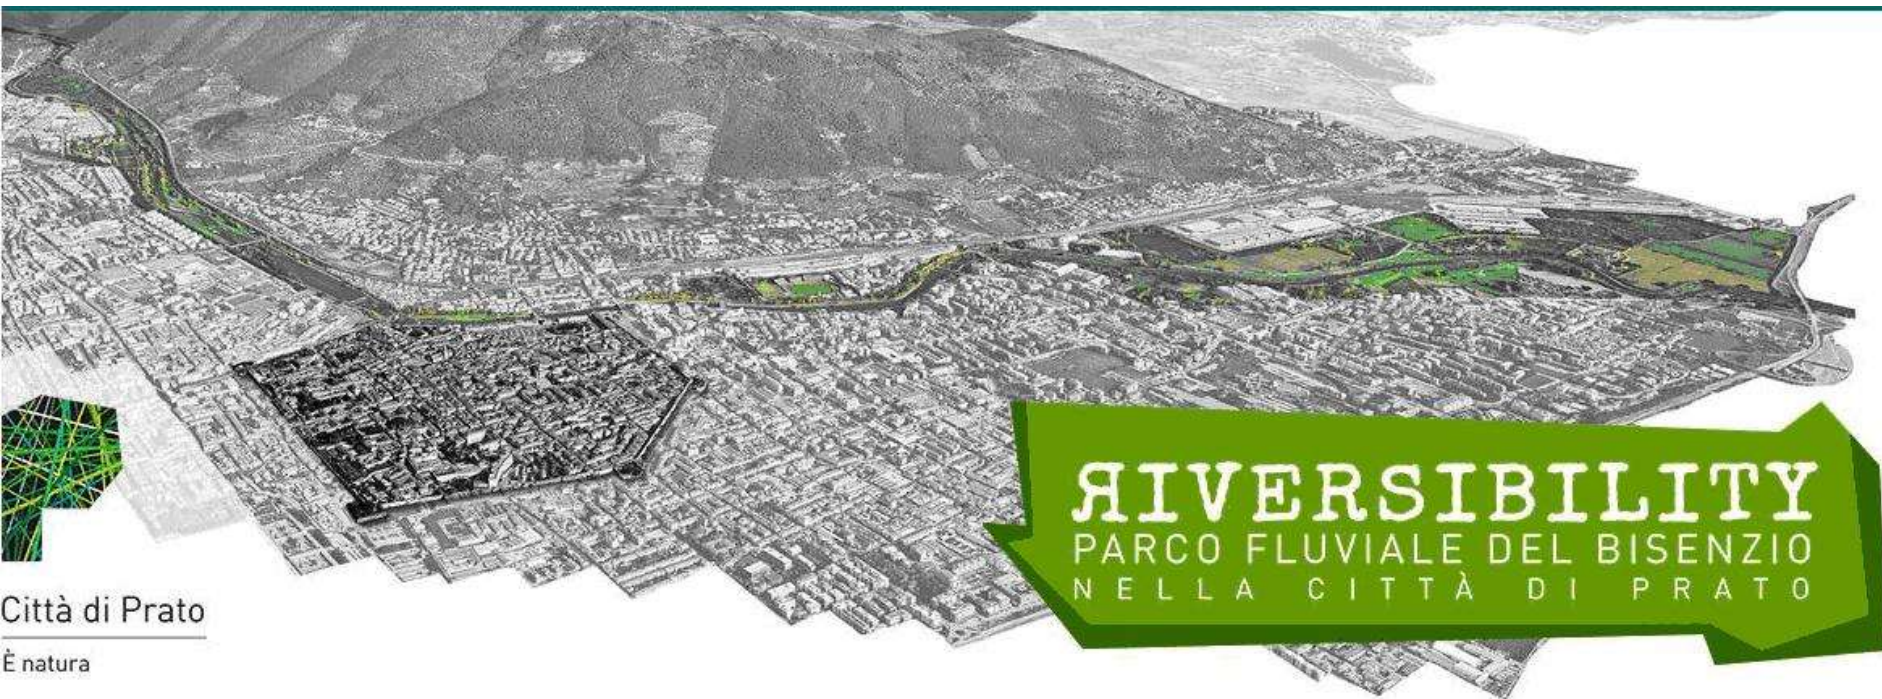 ЯIVERSIBILITY
PARCO FLUVIALE DEL BISENZIO
NELLA CITTÀ DI PRATO
Città di Prato
È natura